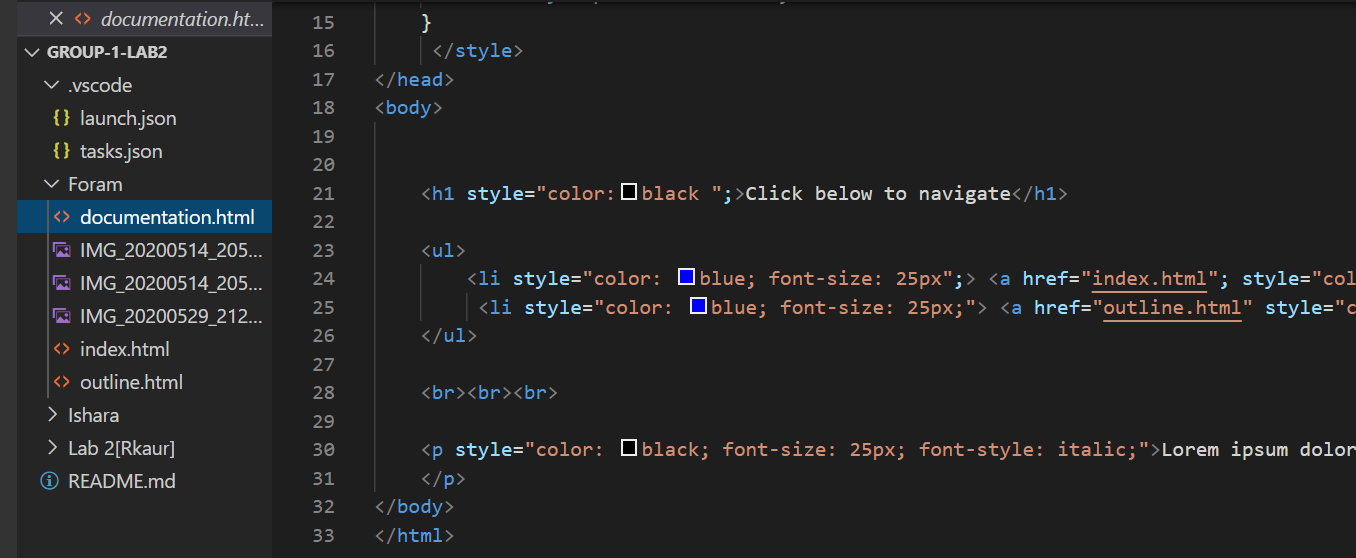 documentation.ht...
GROUP-1-LAB2
.vscode
launch.json
tasks.json
Foram
documentation.html
IMG_20200514_205...
IMG_20200514_205...
IMG_20200529_212...
index.html
outline.html
Ishara
Lab 2[Rkaur]
README.md
15 }
16 </style>
17 </head>
18 <body>
19
20
21 <h1 style="color:black ";>Click below to navigate</h1>
22
23 <ul>
24 <li style="color: blue; font-size: 25px";> <a href="index.html"; style="col
25 <li style="color: blue; font-size: 25px;"> <a href="outline.html" style="c
26 </ul>
27
28 <br><br><br>
29
30 <p style="color: black; font-size: 25px; font-style: italic;">Lorem ipsum dolor
31 </p>
32 </body>
33 </html>